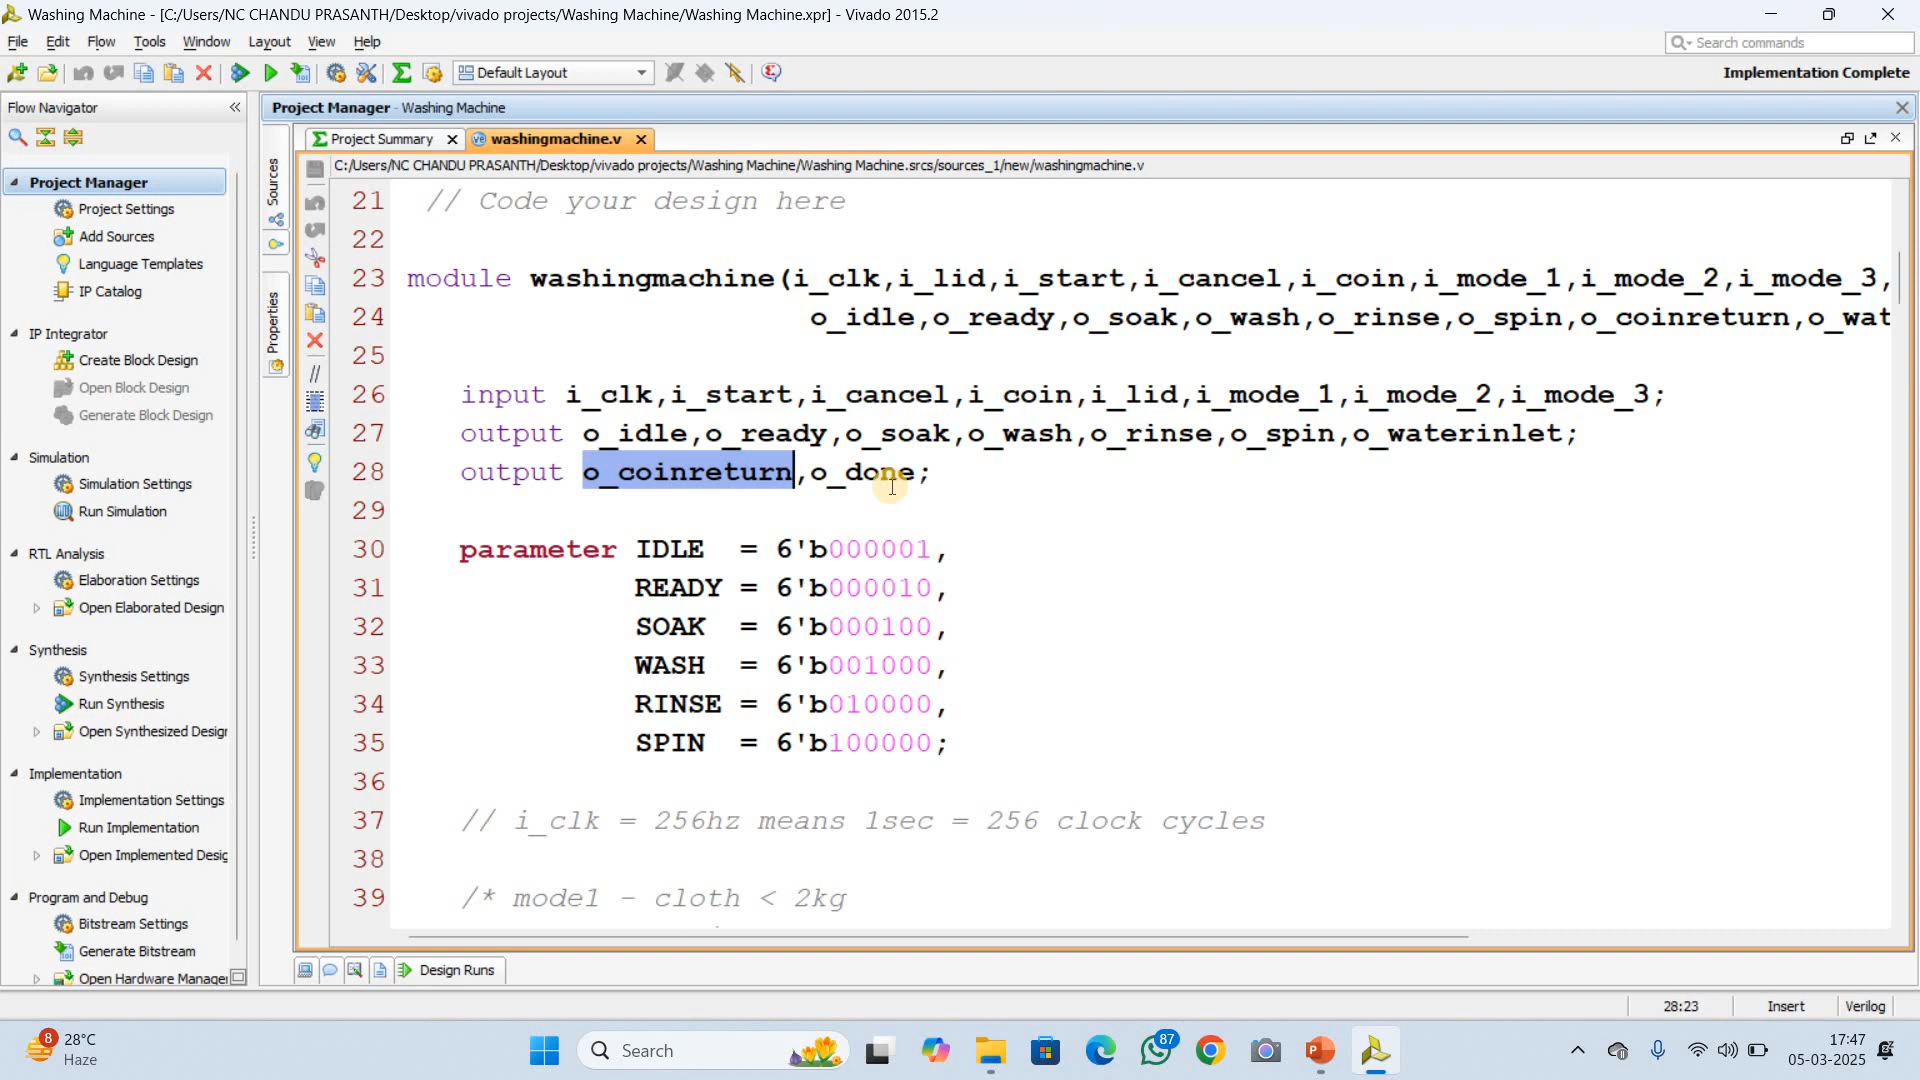 Washing Machine - [C:/Users/NC CHANDU PRASANTH/Desktop/vivado projects/Washing Machine/Washing Machine.xpr] - Vivado 2015.2
File Edit Flow Tools Window Layout View Help
Search commands
Default Layout
Implementation Complete
Flow Navigator
Project Manager - Washing Machine
Project Summary
washingmachine.v
C:/Users/NC CHANDU PRASANTH/Desktop/vivado projects/Washing Machine/Washing Machine.srcs/sources_1/new/washingmachine.v
Project Manager
Project Settings
Add Sources
Language Templates
IP Catalog
IP Integrator
Create Block Design
Open Block Design
Generate Block Design
Simulation
Simulation Settings
Run Simulation
RTL Analysis
Elaboration Settings
Open Elaborated Design
Synthesis
Synthesis Settings
Run Synthesis
Open Synthesized Desigr
Implementation
Implementation Settings
Run Implementation
Open Implemented Desig
Program and Debug
Bitstream Settings
Generate Bitstream
Open Hardware Manager
Sources
Properties
21 // Code your design here
22
23 module washingmachine(i_clk,i_lid,i_start,i_cancel,i_coin,i_mode_1,i_mode_2,i_mode_3,
24 o_idle,o_ready,o_soak,o_wash,o_rinse,o_spin,o_coinreturn,o_wat
25
26 input i_clk,i_start,i_cancel,i_coin,i_lid,i_mode_1,i_mode_2,i_mode_3;
27 output o_idle,o_ready,o_soak,o_wash,o_rinse,o_spin,o_waterinlet;
28 output o_coinreturn,o_done;
29
30 parameter IDLE = 6'b000001,
31 READY = 6'b000010,
32 SOAK = 6'b000100,
33 WASH = 6'b001000,
34 RINSE = 6'b010000,
35 SPIN = 6'b100000;
36
37 // i_clk = 256hz means 1sec = 256 clock cycles
38
39 /* mode1 - cloth < 2kg
Design Runs
28:23 Insert Verilog
8
28°C
Haze
Search
87
17:47
05-03-2025